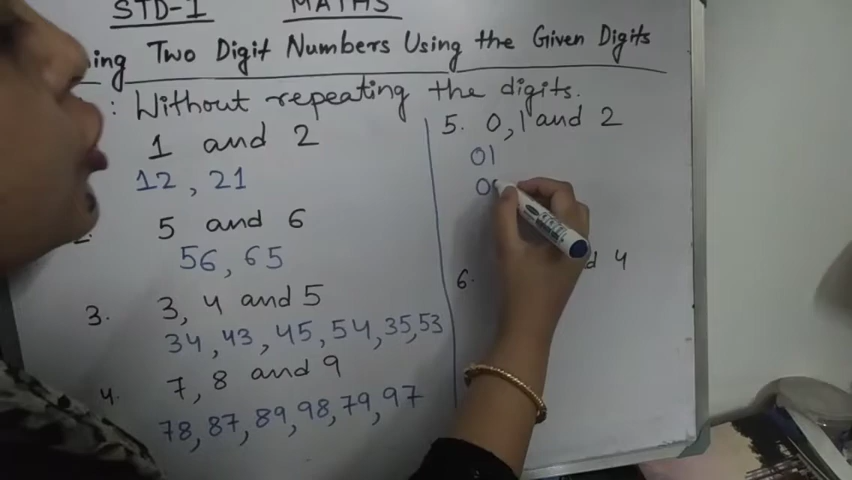 STD-I MATHS
ing Two Digit Numbers Using the Given Digits
: Without repeating the digits.
1 and 2
12, 21
5 and 6
56, 65
3. 3, 4 and 5
34, 43, 45, 54, 35, 53
4. 7, 8 and 9
78, 87, 89, 98, 79, 97
5. 0, 1 and 2
01
0
6.
d 4